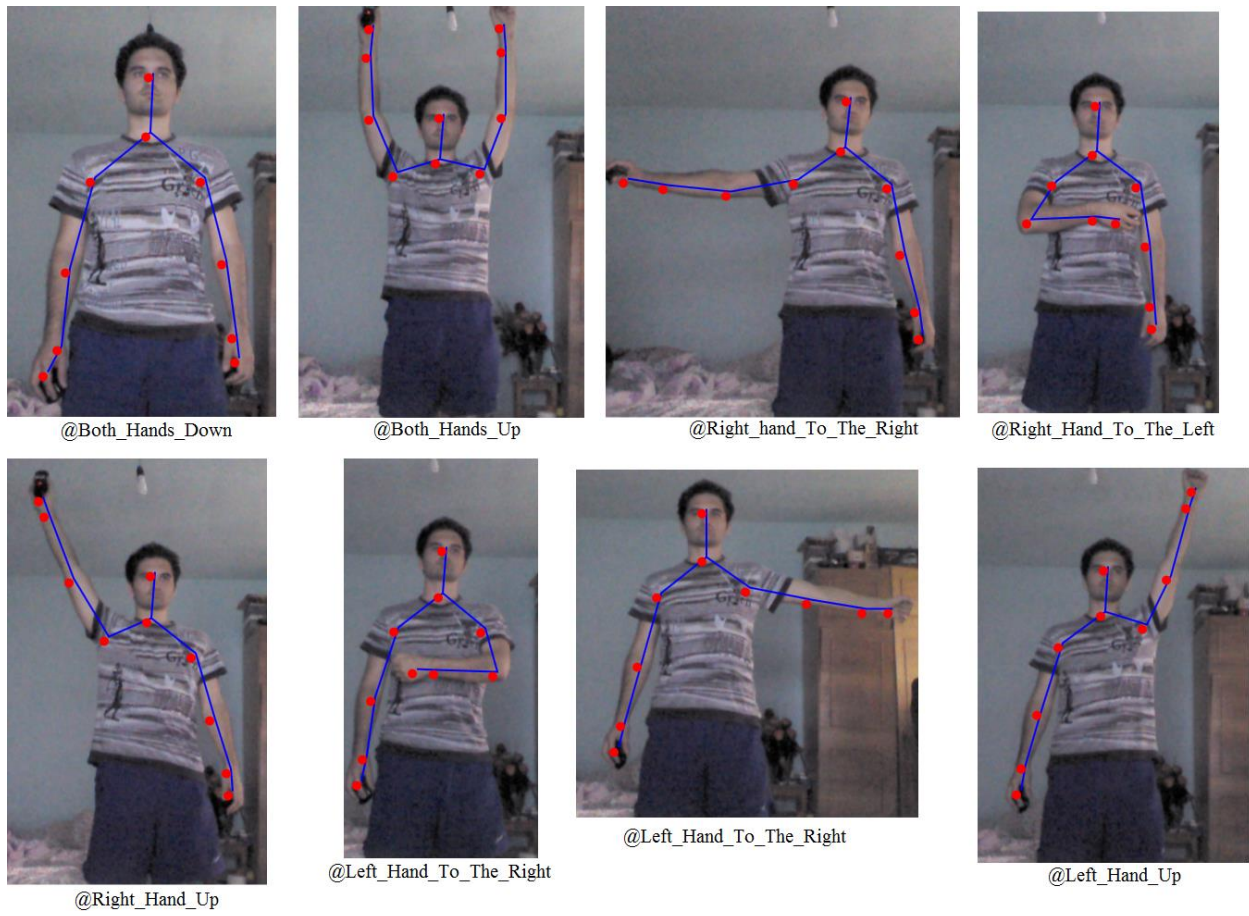 @Both_Hands_Down
@Both_Hands_Up
@Right_hand_To_The_Right
@Right_Hand_To_The_Left
@Right_Hand_Up
@Left_Hand_To_The_Right
@Left_Hand_To_The_Right
@Left_Hand_Up